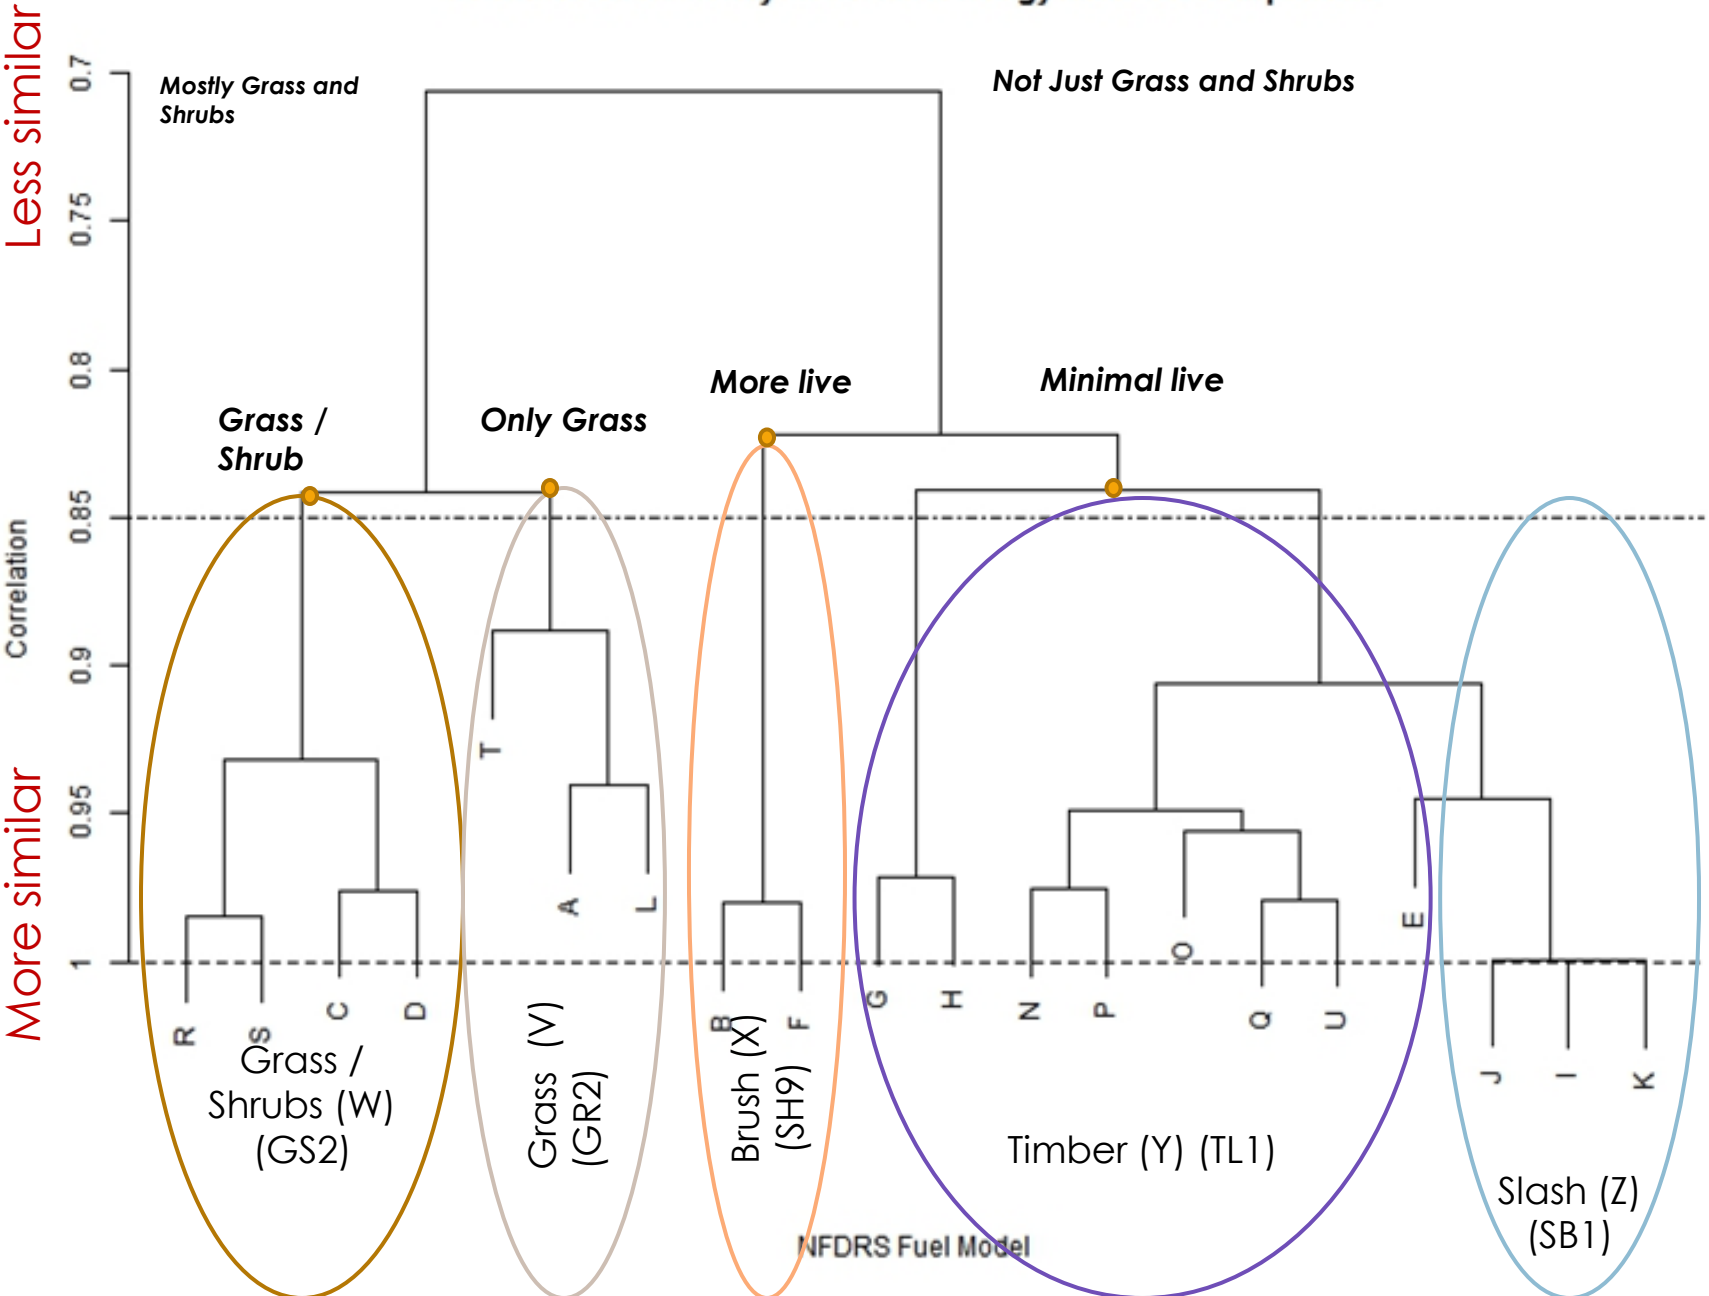 Less similar
More similar
Correlation
0.7
0.75
0.8
0.85
0.9
0.95
1
Mostly Grass and
Shrubs
Not Just Grass and Shrubs
Grass /
Shrub
Only Grass
More live
Minimal live
R
S
C
D
T
A
L
B
F
G
H
N
P
O
Q
U
E
J
I
K
Grass /
Shrubs (W)
(GS2)
Grass (V)
(GR2)
Brush (X)
(SH9)
Timber (Y) (TL1)
Slash (Z)
(SB1)
NFDRS Fuel Model